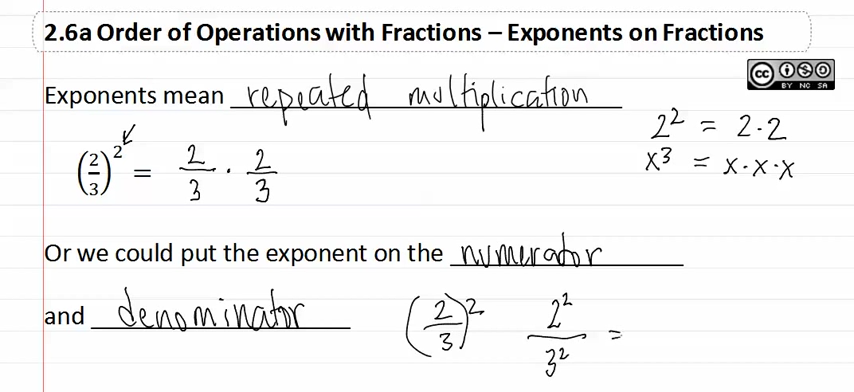 2.6a Order of Operations with Fractions – Exponents on Fractions
cc BY NC SA
Exponents mean repeated multiplication
2² = 2·2
x³ = x·x·x
(2/3)² = 2/3 · 2/3
Or we could put the exponent on the numerator
and denominator (2/3)² 2²/3² =